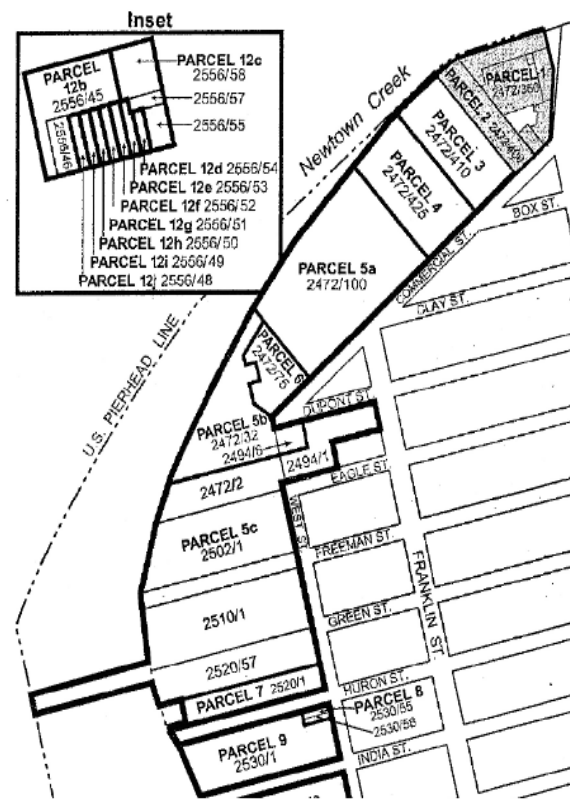 Inset
PARCEL
12b
2556/45
PARCEL 12c
2556/58
2556/57
2556/55
2556/46
PARCEL 12d 2556/54
PARCEL 12e 2556/53
PARCEL 12f 2556/52
PARCEL 12g 2556/51
PARCEL 12h 2556/50
PARCEL 12i 2556/49
PARCEL 12j 2556/48
Newtown Creek
U.S. PIERHEAD LINE
PARCEL 1
PARCEL 2
PARCEL 3
2472/410
PARCEL 4
2472/425
PARCEL 5a
2472/100
PARCEL 6
2472/75
BOX ST.
COMMERCIAL ST.
CLAY ST.
DUPONT ST.
PARCEL 5b
2472/32
2494/6
2494/1
EAGLE ST.
2472/2
WEST ST.
PARCEL 5c
2502/1
FREEMAN ST.
FRANKLIN ST.
2510/1
GREEN ST.
2520/57
PARCEL 7 2520/1
HURON ST.
PARCEL 8
2530/55
2530/56
PARCEL 9
2530/1
INDIA ST.